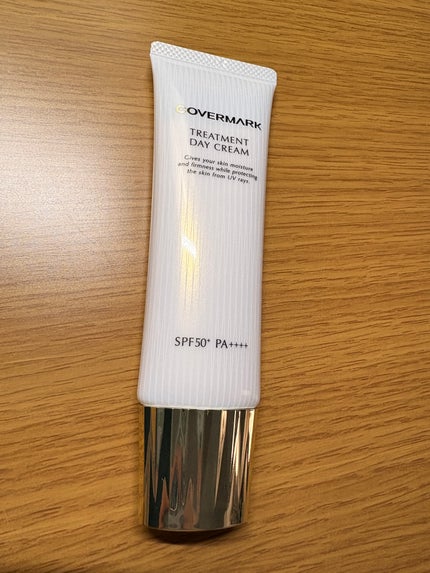 COVERMARK
TREATMENT
DAY CREAM
Gives your skin moisture
and firmness while protecting
the skin from UV rays.
SPF50+ PA++++